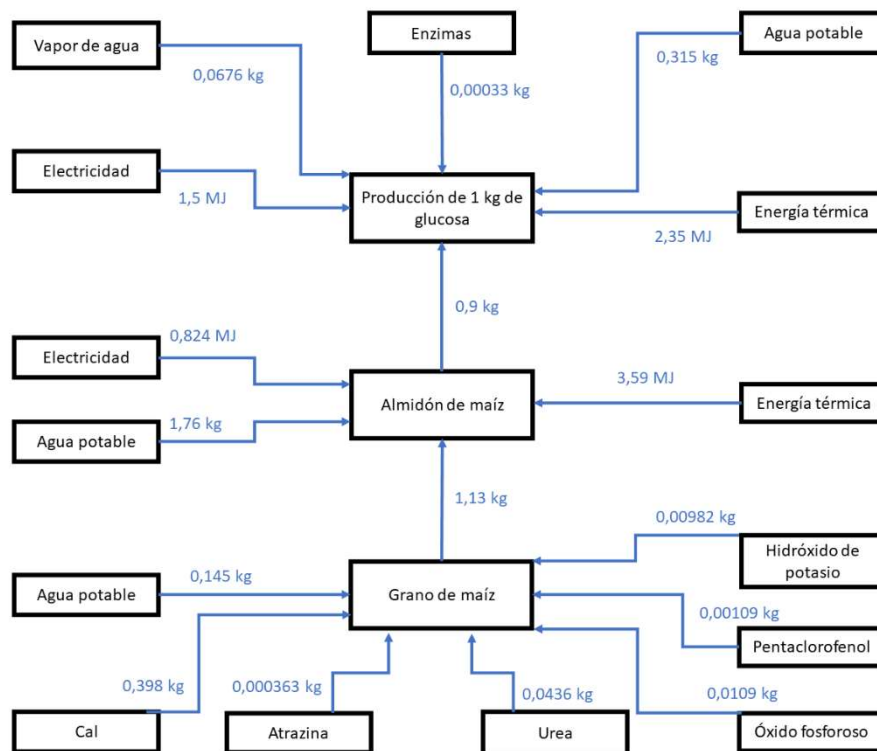 Vapor de agua
Enzimas
Agua potable
0,0676 kg
0,00033 kg
0,315 kg
Electricidad
Producción de 1 kg de
glucosa
1,5 MJ
Energía térmica
2,35 MJ
0,9 kg
0,824 MJ
Electricidad
3,59 MJ
Almidón de maíz
Energía térmica
1,76 kg
Agua potable
1,13 kg
0,00982 kg
Hidróxido de
potasio
0,145 kg
Agua potable
Grano de maíz
0,00109 kg
Pentaclorofenol
0,398 kg
0,000363 kg
0,0436 kg
0,0109 kg
Cal
Atrazina
Urea
Óxido fosforoso